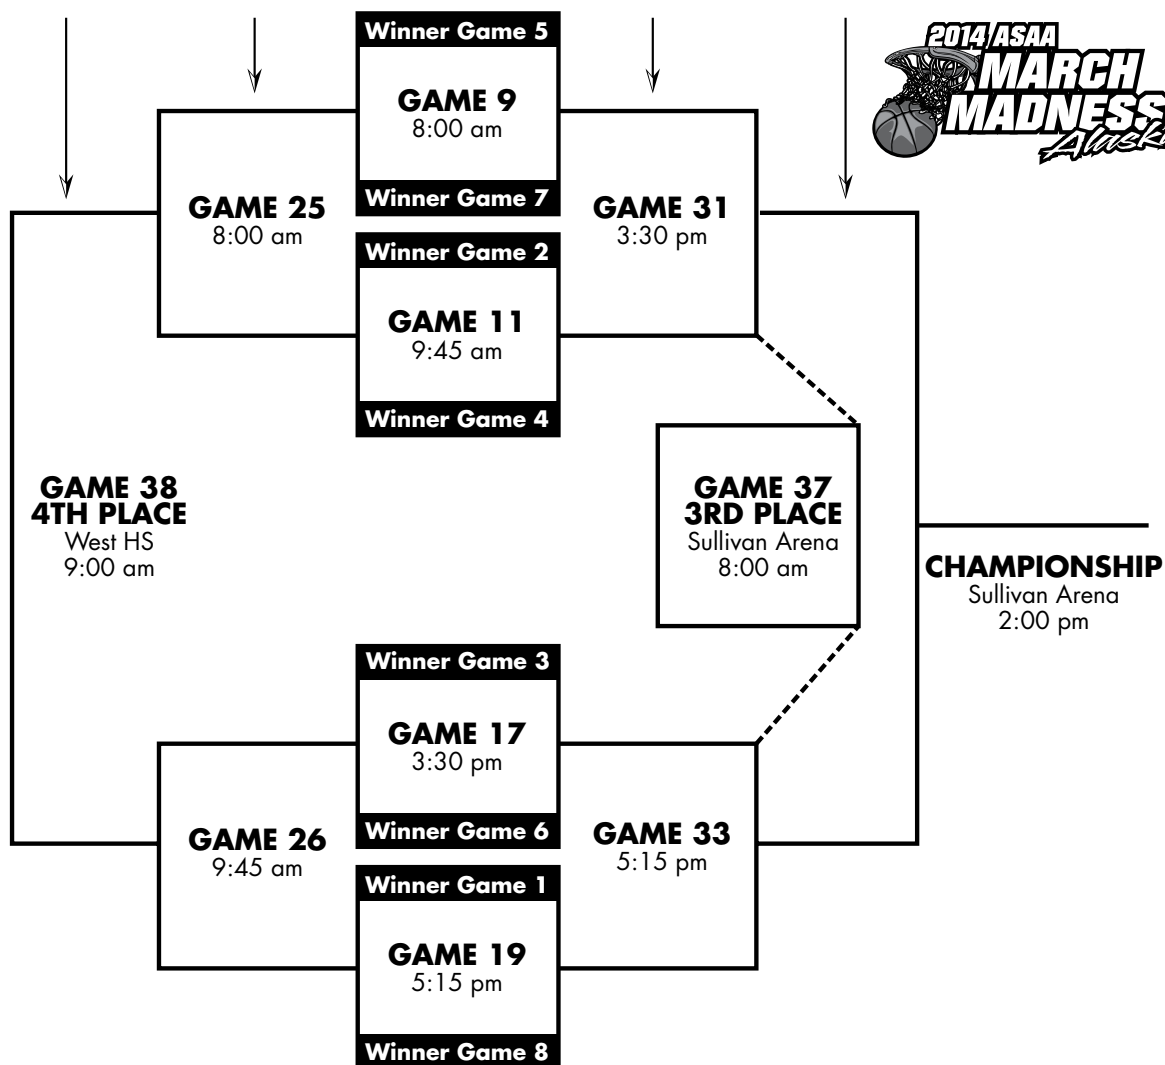 Winner Game 5
GAME 9
8:00 am
Winner Game 7
2014 ASAA
MARCH
MADNESS
Alaska
GAME 25
8:00 am
GAME 31
3:30 pm
Winner Game 2
GAME 11
9:45 am
Winner Game 4
GAME 38
4TH PLACE
West HS
9:00 am
GAME 37
3RD PLACE
Sullivan Arena
8:00 am
CHAMPIONSHIP
Sullivan Arena
2:00 pm
Winner Game 3
GAME 17
3:30 pm
Winner Game 6
GAME 26
9:45 am
GAME 33
5:15 pm
Winner Game 1
GAME 19
5:15 pm
Winner Game 8